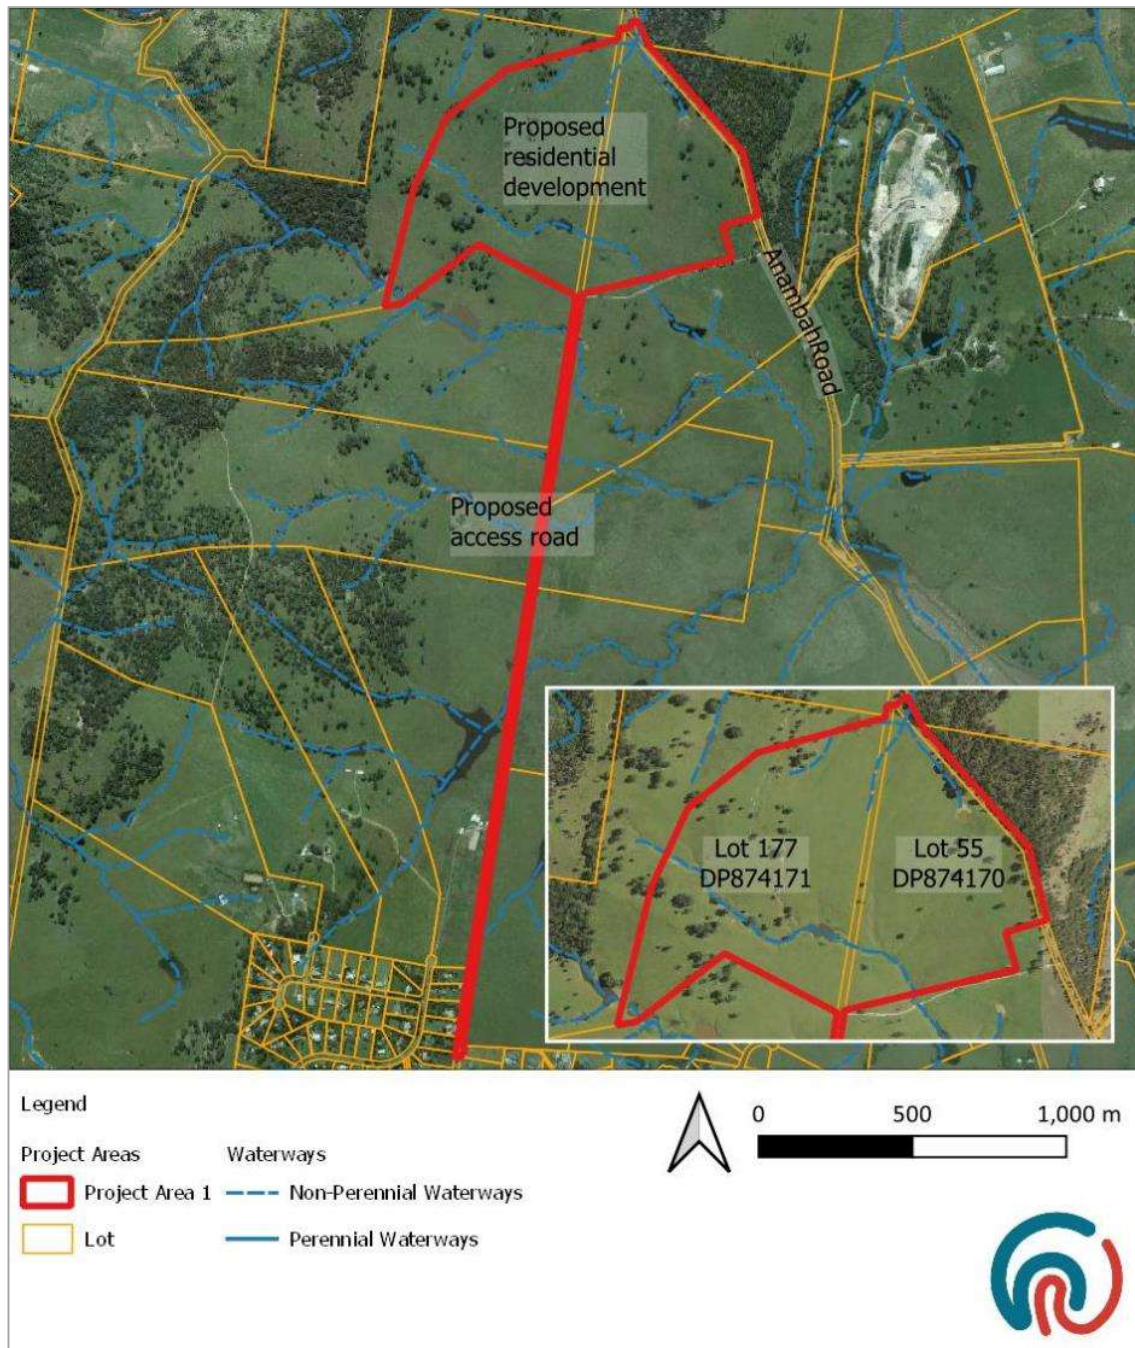 Proposed
residential
development
AnambahRoad
Proposed
access road
Lot 177
DP874171
Lot 55
DP874170
Legend
Project Areas
Project Area 1
Lot
Waterways
Non-Perennial Waterways
Perennial Waterways
0 500 1,000 m